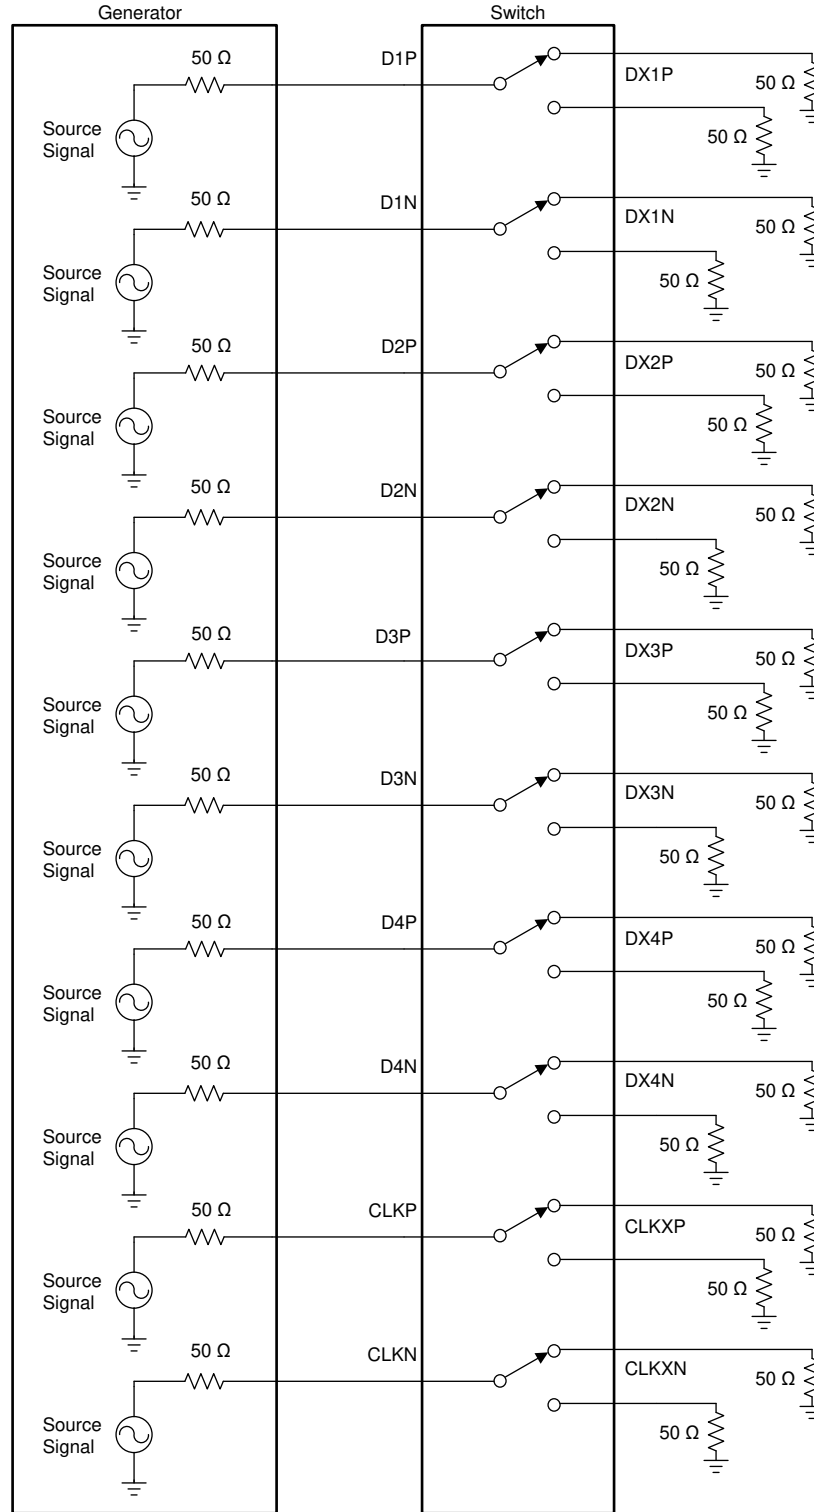 Generator
Switch
50 Ω
D1P
DX1P
50 Ω
Source
Signal
50 Ω
50 Ω
D1N
DX1N
50 Ω
Source
Signal
50 Ω
50 Ω
D2P
DX2P
50 Ω
Source
Signal
50 Ω
50 Ω
D2N
DX2N
50 Ω
Source
Signal
50 Ω
50 Ω
D3P
DX3P
50 Ω
Source
Signal
50 Ω
50 Ω
D3N
DX3N
50 Ω
Source
Signal
50 Ω
50 Ω
D4P
DX4P
50 Ω
Source
Signal
50 Ω
50 Ω
D4N
DX4N
50 Ω
Source
Signal
50 Ω
50 Ω
CLKP
CLKXP
50 Ω
Source
Signal
50 Ω
50 Ω
CLKN
CLKXN
50 Ω
Source
Signal
50 Ω